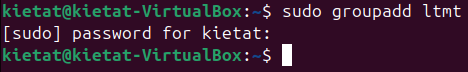 kietat@kietat-VirtualBox:~$ sudo groupadd ltmt
[sudo] password for kietat:
kietat@kietat-VirtualBox:~$